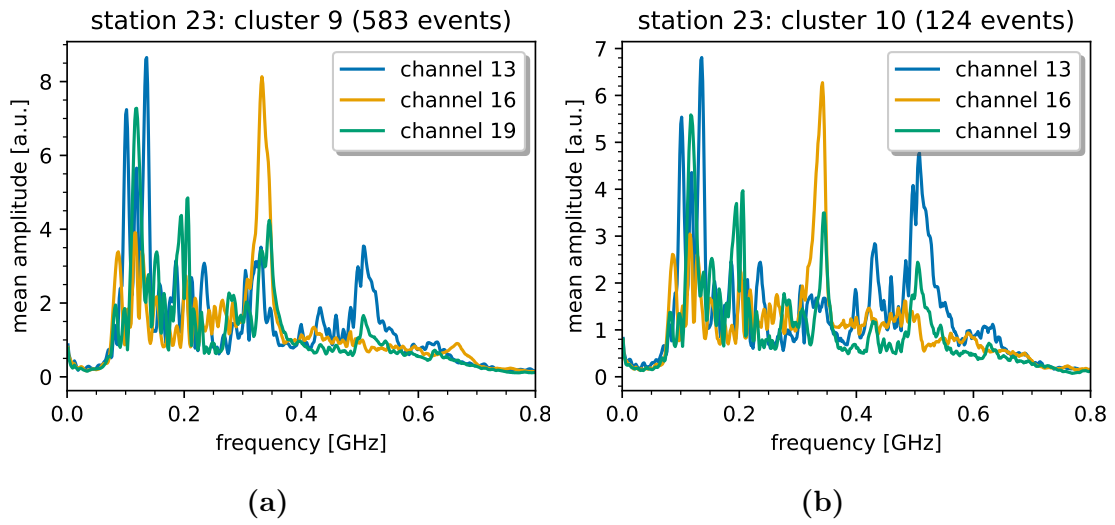 station 23: cluster 9 (583 events)
mean amplitude [a.u.]
8
6
4
2
0
channel 13
channel 16
channel 19
0.0 0.2 0.4 0.6 0.8
frequency [GHz]
(a)
station 23: cluster 10 (124 events)
mean amplitude [a.u.]
7
6
5
4
3
2
1
0
channel 13
channel 16
channel 19
0.0 0.2 0.4 0.6 0.8
frequency [GHz]
(b)